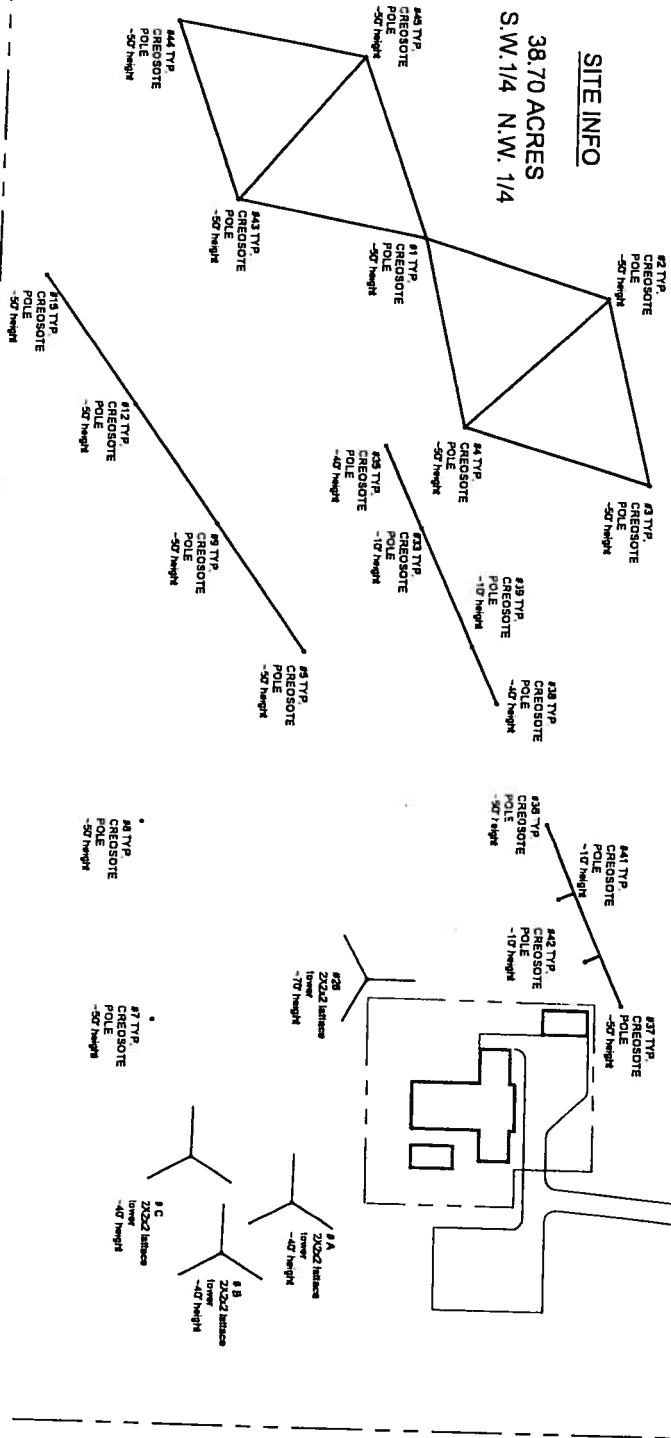 SITE INFO
38.70 ACRES
S.W. 1/4 N.W. 1/4
#2 TYP.
CREOSOTE
POLE
~50' height
#3 TYP.
CREOSOTE
POLE
~50' height
#45 TYP.
CREOSOTE
POLE
~50' height
#1 TYP.
CREOSOTE
POLE
~50' height
#4 TYP.
CREOSOTE
POLE
~50' height
#44 TYP.
CREOSOTE
POLE
~50' height
#43 TYP.
CREOSOTE
POLE
~50' height
#35 TYP.
CREOSOTE
POLE
~40' height
#33 TYP.
CREOSOTE
POLE
~10' height
#39 TYP.
CREOSOTE
POLE
~10' height
#38 TYP.
CREOSOTE
POLE
~40' height
#15 TYP.
CREOSOTE
POLE
~50' height
#12 TYP.
CREOSOTE
POLE
~50' height
#9 TYP.
CREOSOTE
POLE
~50' height
#5 TYP.
CREOSOTE
POLE
~50' height
#36 TYP.
CREOSOTE
POLE
~50' height
#41 TYP.
CREOSOTE
POLE
~10' height
#42 TYP.
CREOSOTE
POLE
~10' height
#37 TYP.
CREOSOTE
POLE
~50' height
#8 TYP.
CREOSOTE
POLE
~50' height
#7 TYP.
CREOSOTE
POLE
~50' height
#26
2X2x2 lattace
tower
~70' height
# A
2X2x2 lattace
tower
~40' height
# B
2X2x2 lattace
tower
~40' height
# C
2X2x2 lattace
tower
~40' height